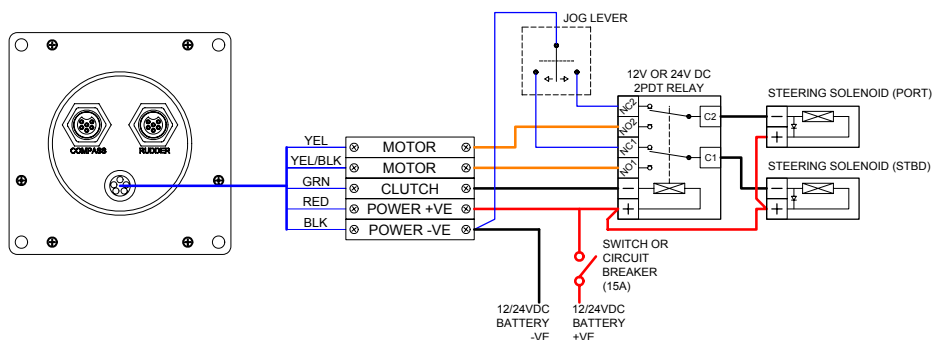 JOG LEVER
12V OR 24V DC
2PDT RELAY
STEERING SOLENOID (PORT)
COMPASS
RUDDER
NC2
NO2
NC1
NO1
C2
C1
−
+
−
+
−
+
STEERING SOLENOID (STBD)
YEL
MOTOR
YEL/BLK
MOTOR
GRN
CLUTCH
RED
POWER +VE
BLK
POWER -VE
SWITCH OR
CIRCUIT
BREAKER
(15A)
12/24VDC
BATTERY
-VE
12/24VDC
BATTERY
+VE